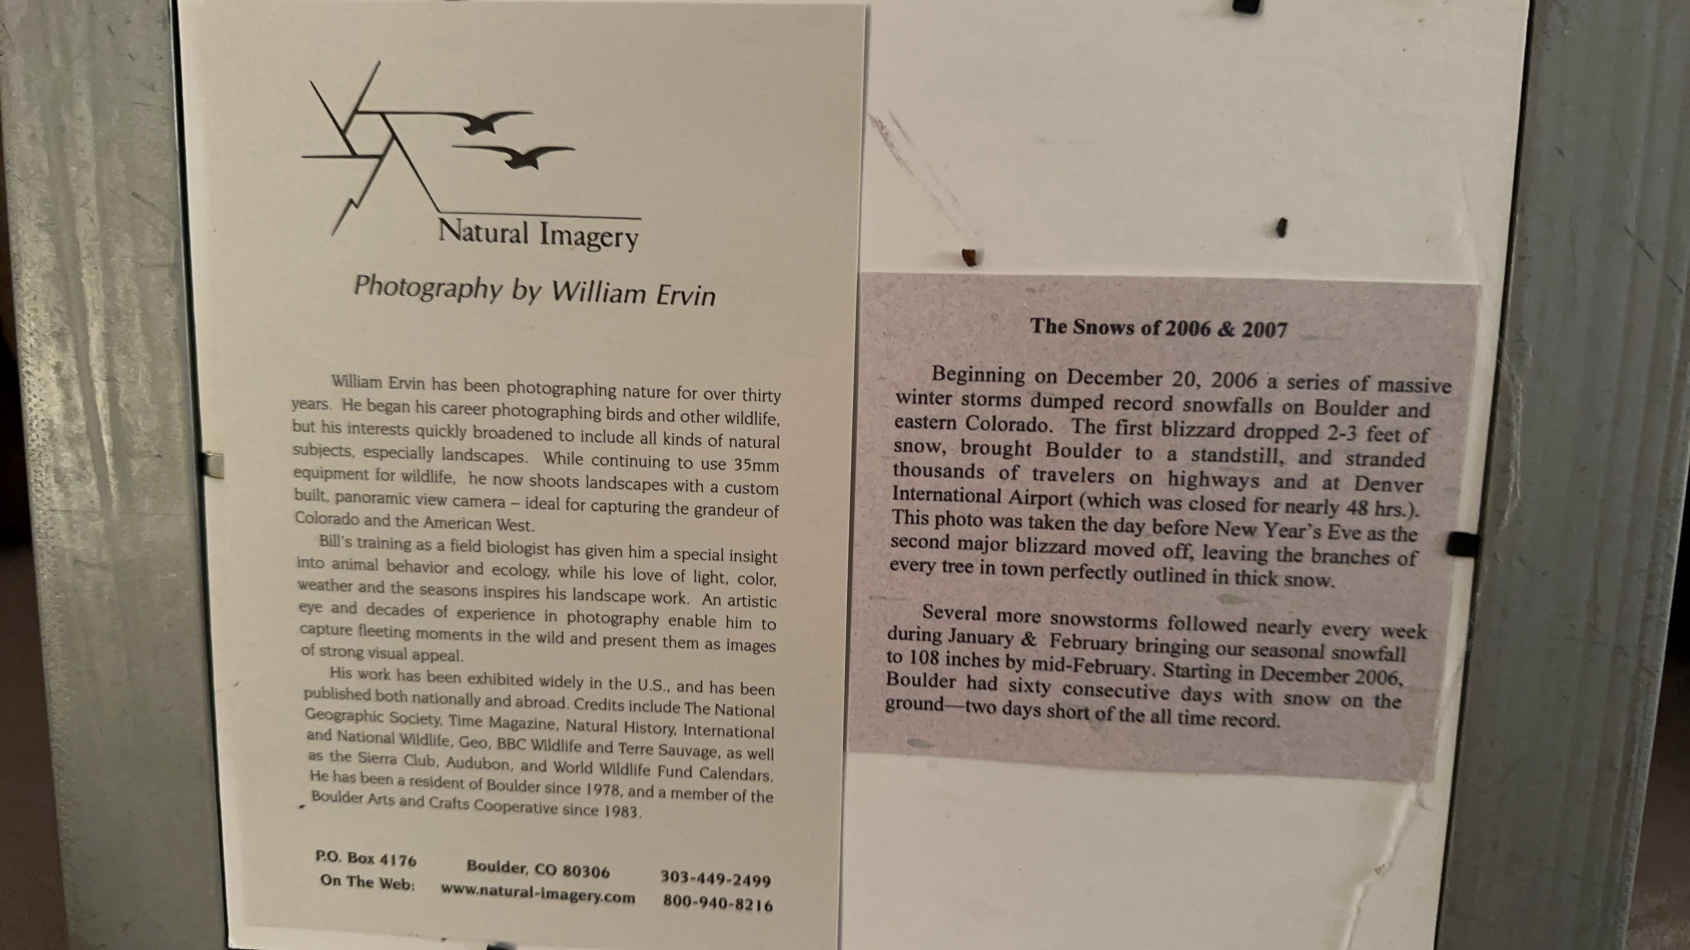 Natural Imagery
Photography by William Ervin
William Ervin has been photographing nature for over thirty
years. He began his career photographing birds and other wildlife,
but his interests quickly broadened to include all kinds of natural
subjects, especially landscapes. While continuing to use 35mm
equipment for wildlife, he now shoots landscapes with a custom
built, panoramic view camera – ideal for capturing the grandeur of
Colorado and the American West.
Bill's training as a field biologist has given him a special insight
into animal behavior and ecology, while his love of light, color,
weather and the seasons inspires his landscape work. An artistic
eye and decades of experience in photography enable him to
capture fleeting moments in the wild and present them as images
of strong visual appeal.
His work has been exhibited widely in the U.S., and has been
published both nationally and abroad. Credits include The National
Geographic Society, Time Magazine, Natural History, International
and National Wildlife, Geo, BBC Wildlife and Terre Sauvage, as well
as the Sierra Club, Audubon, and World Wildlife Fund Calendars.
He has been a resident of Boulder since 1978, and a member of the
Boulder Arts and Crafts Cooperative since 1983.
P.O. Box 4176 Boulder, CO 80306 303-449-2499
On The Web: www.natural-imagery.com 800-940-8216
The Snows of 2006 & 2007
Beginning on December 20, 2006 a series of massive
winter storms dumped record snowfalls on Boulder and
eastern Colorado. The first blizzard dropped 2-3 feet of
snow, brought Boulder to a standstill, and stranded
thousands of travelers on highways and at Denver
International Airport (which was closed for nearly 48 hrs.).
This photo was taken the day before New Year's Eve as the
second major blizzard moved off, leaving the branches of
every tree in town perfectly outlined in thick snow.
Several more snowstorms followed nearly every week
during January & February bringing our seasonal snowfall
to 108 inches by mid-February. Starting in December 2006,
Boulder had sixty consecutive days with snow on the
ground—two days short of the all time record.